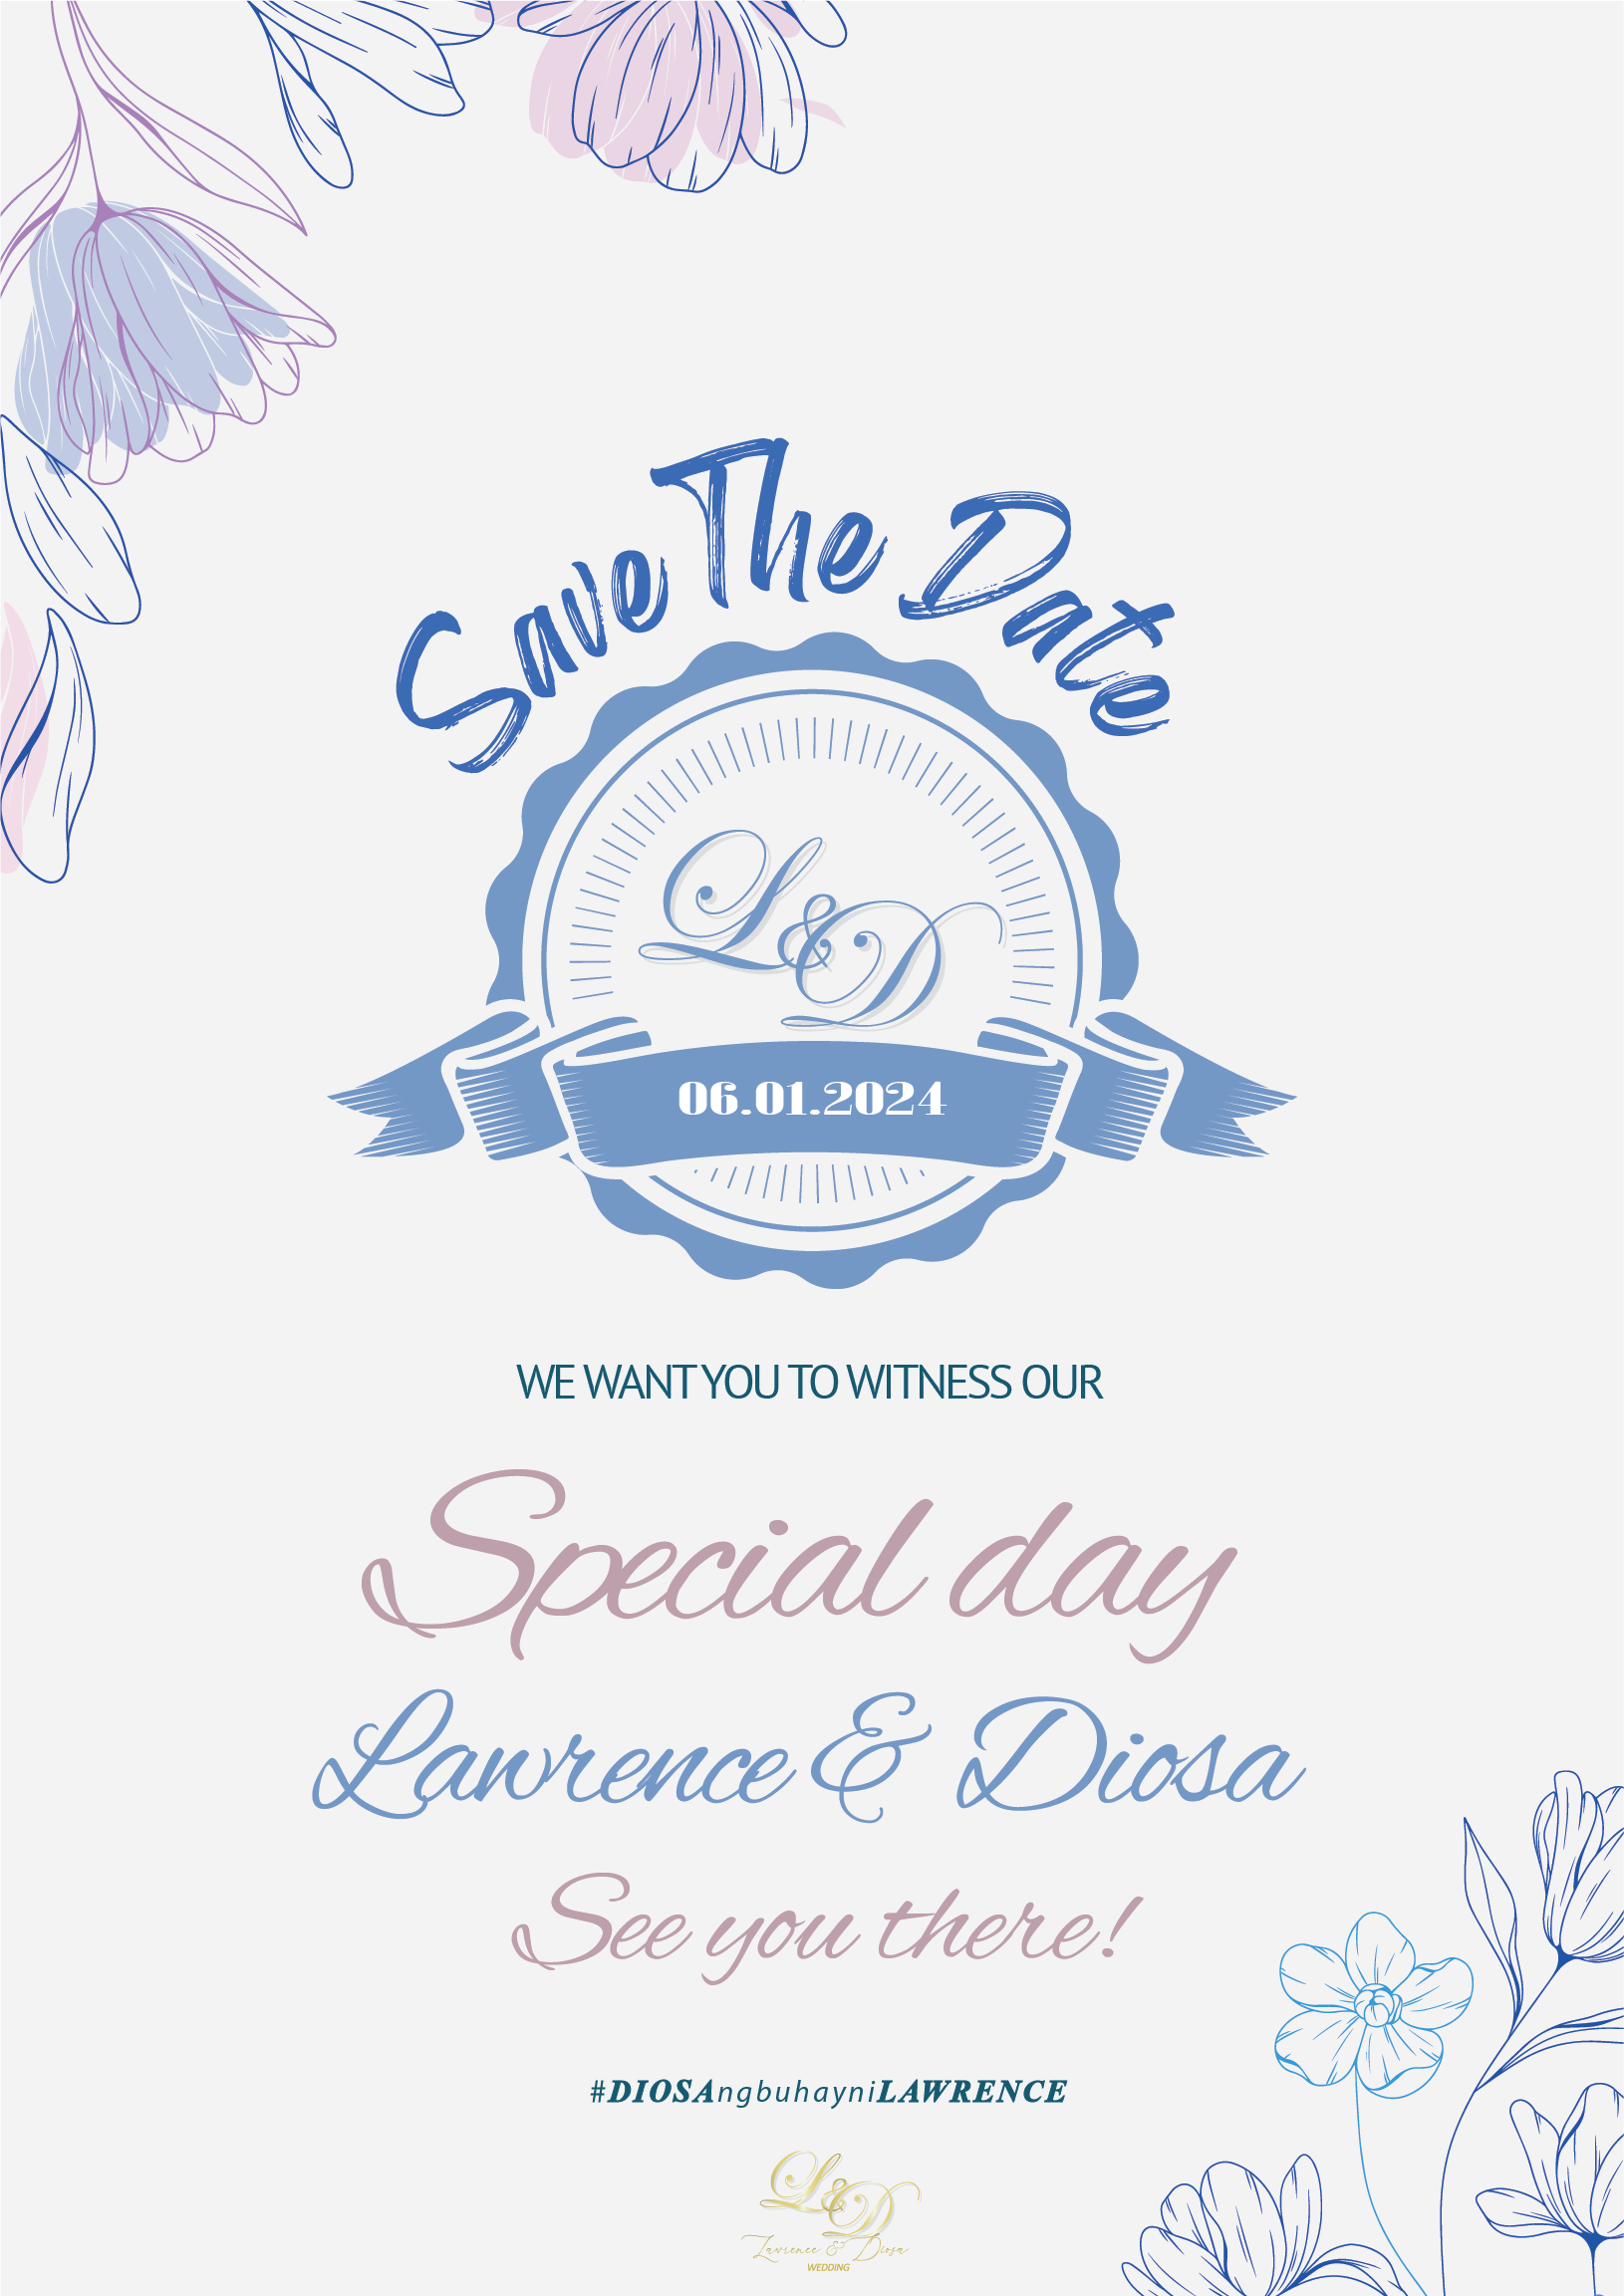 Save The Date
L&D
06.01.2024
WE WANT YOU TO WITNESS OUR
Special day
Lawrence & Diosa
See you there!
#DIOSAngbuhayniLAWRENCE
L&D
Lawrence & Diosa
WEDDING